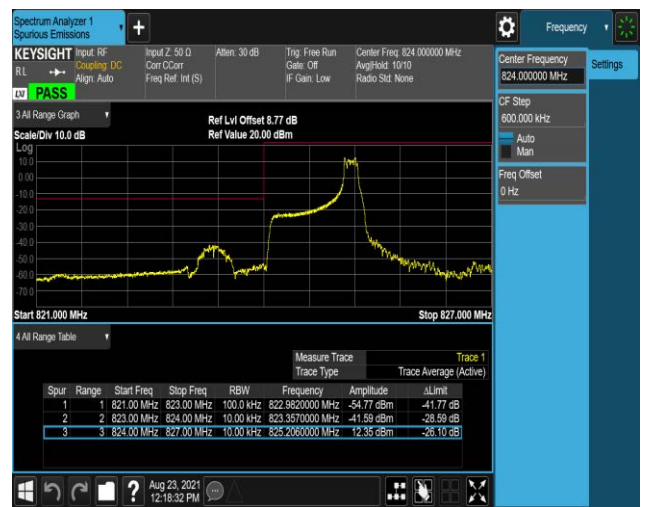 Spectrum Analyzer 1
Spurious Emissions
+
Frequency
KEYSIGHT
Input: RF
Input Z: 50 Ω
Atten: 30 dB
Trig: Free Run
Center Freq: 824.000000 MHz
RL
Coupling: DC
Corr CCorr
Gate: Off
Avg|Hold: 10/10
Align: Auto
Freq Ref: Int (S)
IF Gain: Low
Radio Std: None
LXI PASS
Center Frequency
824.000000 MHz
Settings
CF Step
600.000 kHz
Auto
Man
Freq Offset
0 Hz
3 All Range Graph
Ref Lvl Offset 8.77 dB
Scale/Div 10.0 dB
Ref Value 20.00 dBm
Log
10.0
0.00
-10.0
-20.0
-30.0
-40.0
-50.0
-60.0
-70.0
Start 821.000 MHz
Stop 827.000 MHz
4 All Range Table
Measure Trace Trace 1
Trace Type Trace Average (Active)
Spur Range Start Freq Stop Freq RBW Frequency Amplitude ΔLimit
1 1 821.00 MHz 823.00 MHz 100.0 kHz 822.9820000 MHz -54.77 dBm -41.77 dB
2 2 823.00 MHz 824.00 MHz 10.00 kHz 823.3570000 MHz -41.59 dBm -28.59 dB
3 3 824.00 MHz 827.00 MHz 10.00 kHz 825.2060000 MHz 12.35 dBm -26.10 dB
?
Aug 23, 2021
12:18:32 PM